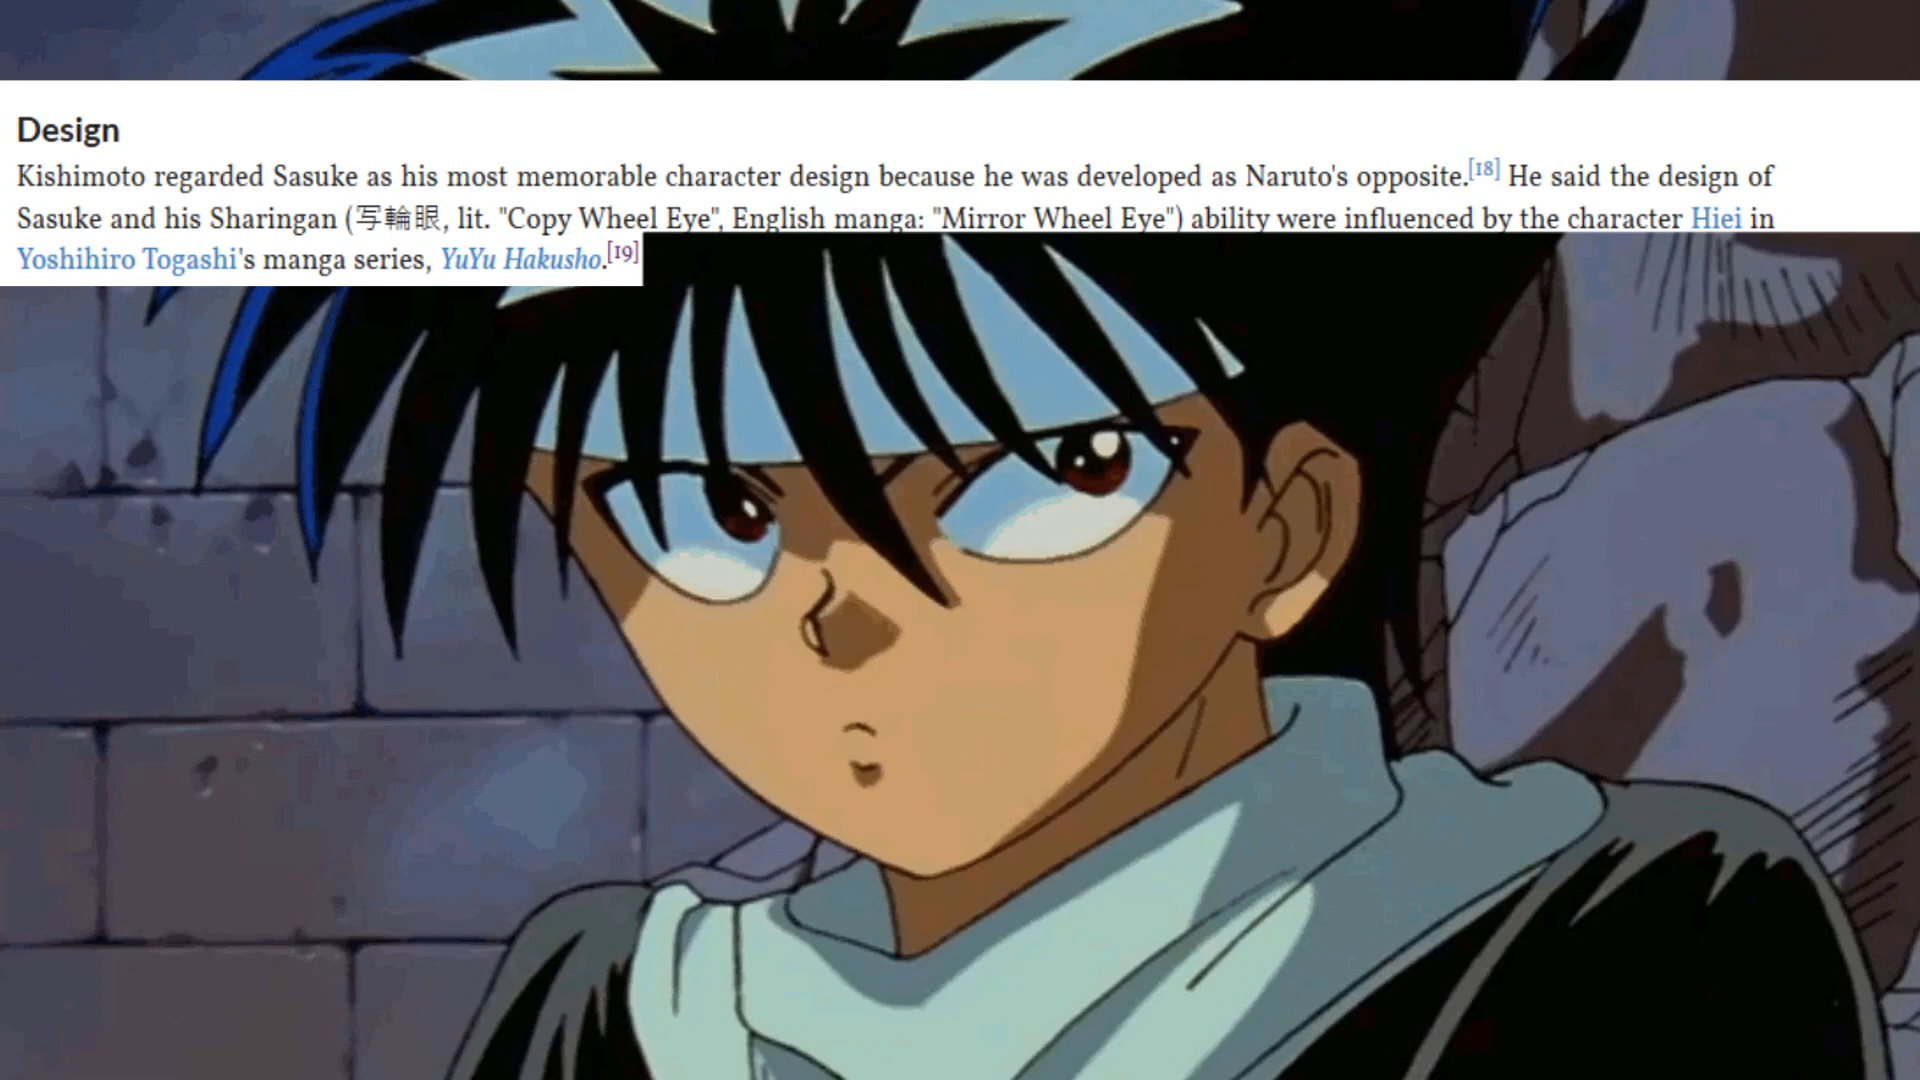 Design
Kishimoto regarded Sasuke as his most memorable character design because he was developed as Naruto's opposite.[18] He said the design of
Sasuke and his Sharingan (写輪眼, lit. "Copy Wheel Eye", English manga: "Mirror Wheel Eye") ability were influenced by the character Hiei in
Yoshihiro Togashi's manga series, YuYu Hakusho.[19]